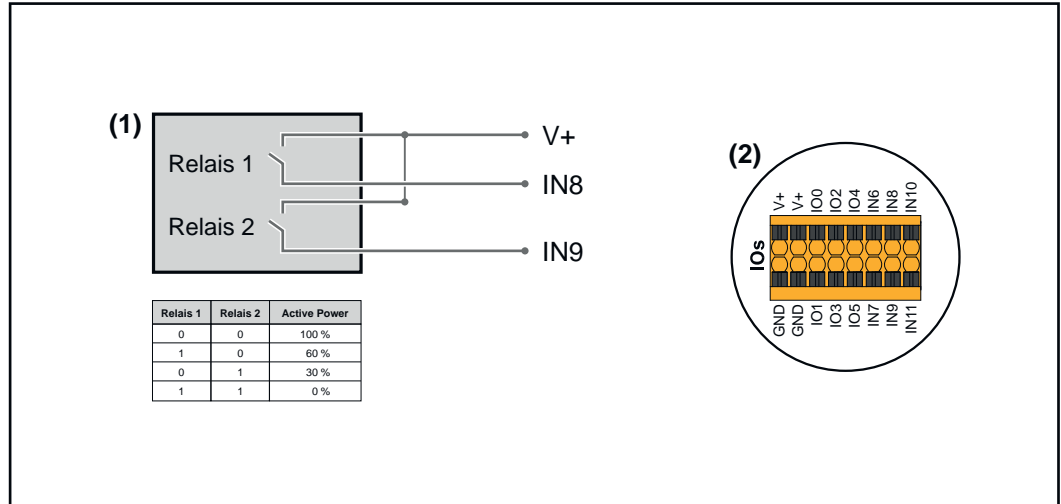 (1)
Relais 1
Relais 2
V+
IN8
IN9
Relais 1 Relais 2 Active Power
0 0 100 %
1 0 60 %
0 1 30 %
1 1 0 %
(2)
V+ V+ IO0 IO2 IO4 IN6 IN8 IN10
IOs
GND GND IO1 IO3 IO5 IN7 IN9 IN11